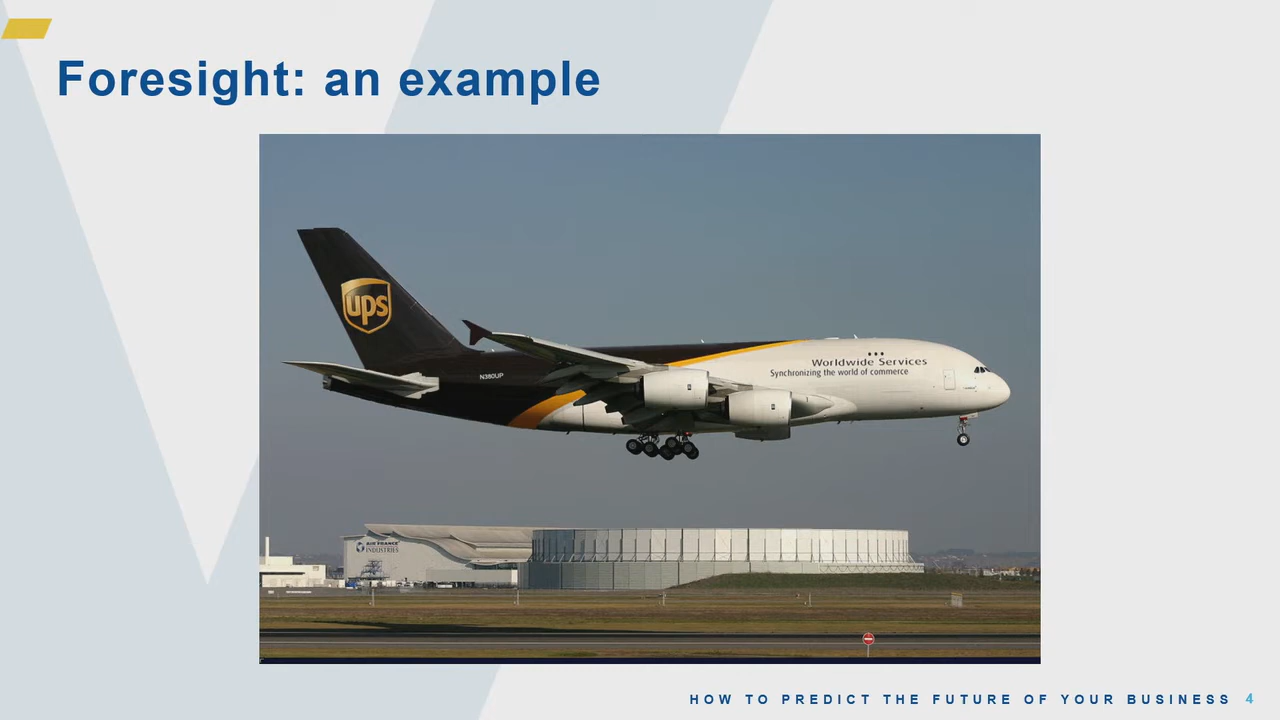 Foresight: an example
ups
Worldwide Services
Synchronizing the world of commerce
N380UP
AIR FRANCE
INDUSTRIES
HOW TO PREDICT THE FUTURE OF YOUR BUSINESS 4